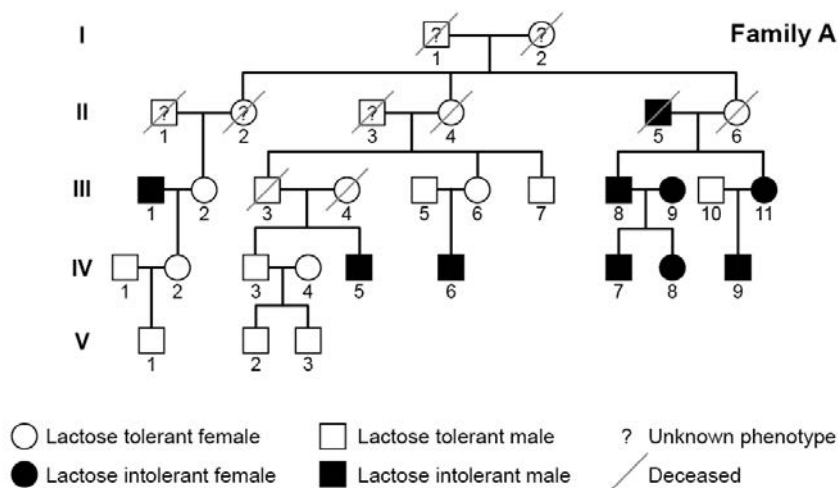 I Family A
? ?
1 2
II ? ? ?
1 2 3 4 5 6
III
1 2 3 4 5 6 7 8 9 10 11
IV
1 2 3 4 5 6 7 8 9
V
1 2 3
Lactose tolerant female Lactose tolerant male ? Unknown phenotype
Lactose intolerant female Lactose intolerant male Deceased